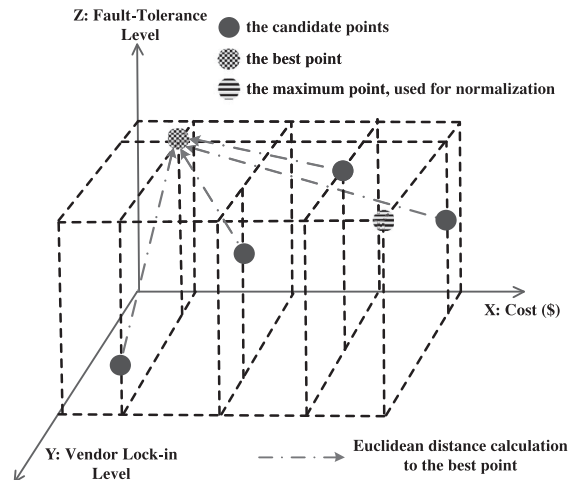 Z: Fault-Tolerance
Level
the candidate points
the best point
the maximum point, used for normalization
X: Cost ($)
Y: Vendor Lock-in
Level
Euclidean distance calculation
to the best point